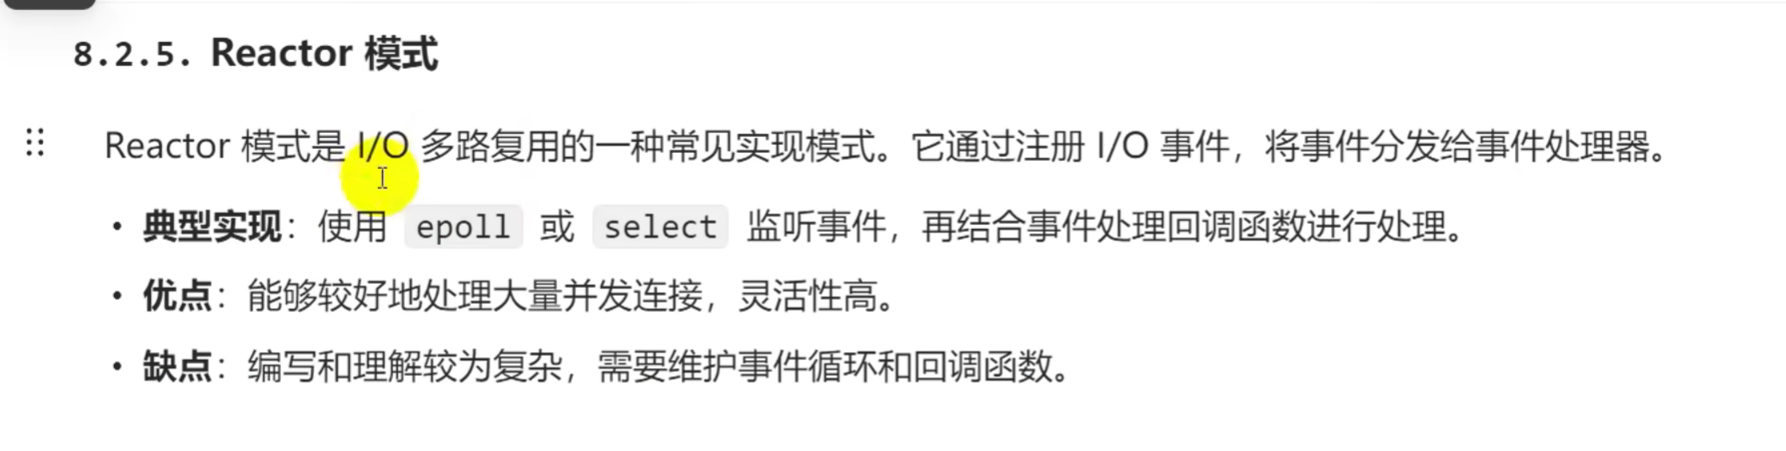 8.2.5. Reactor 模式
Reactor 模式是 I/O 多路复用的一种常见实现模式。它通过注册 I/O 事件，将事件分发给事件处理器。
• 典型实现：使用 epoll 或 select 监听事件，再结合事件处理回调函数进行处理。
• 优点：能够较好地处理大量并发连接，灵活性高。
• 缺点：编写和理解较为复杂，需要维护事件循环和回调函数。